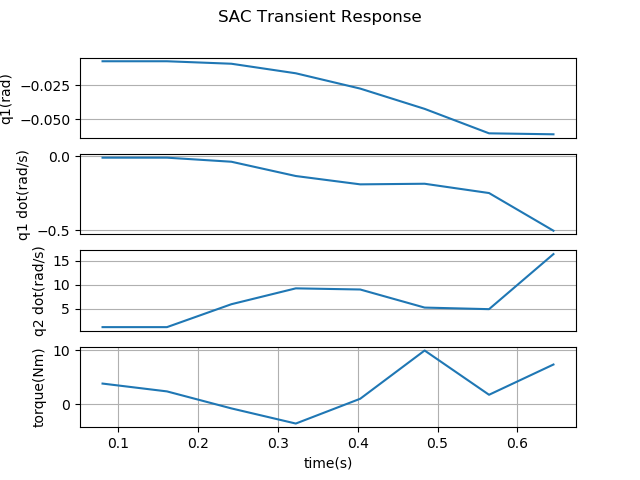 SAC Transient Response
q1(rad)
−0.025
−0.050
q1 dot(rad/s)
0.0
−0.5
q2 dot(rad/s)
15
10
5
torque(Nm)
10
0
0.1 0.2 0.3 0.4 0.5 0.6
time(s)